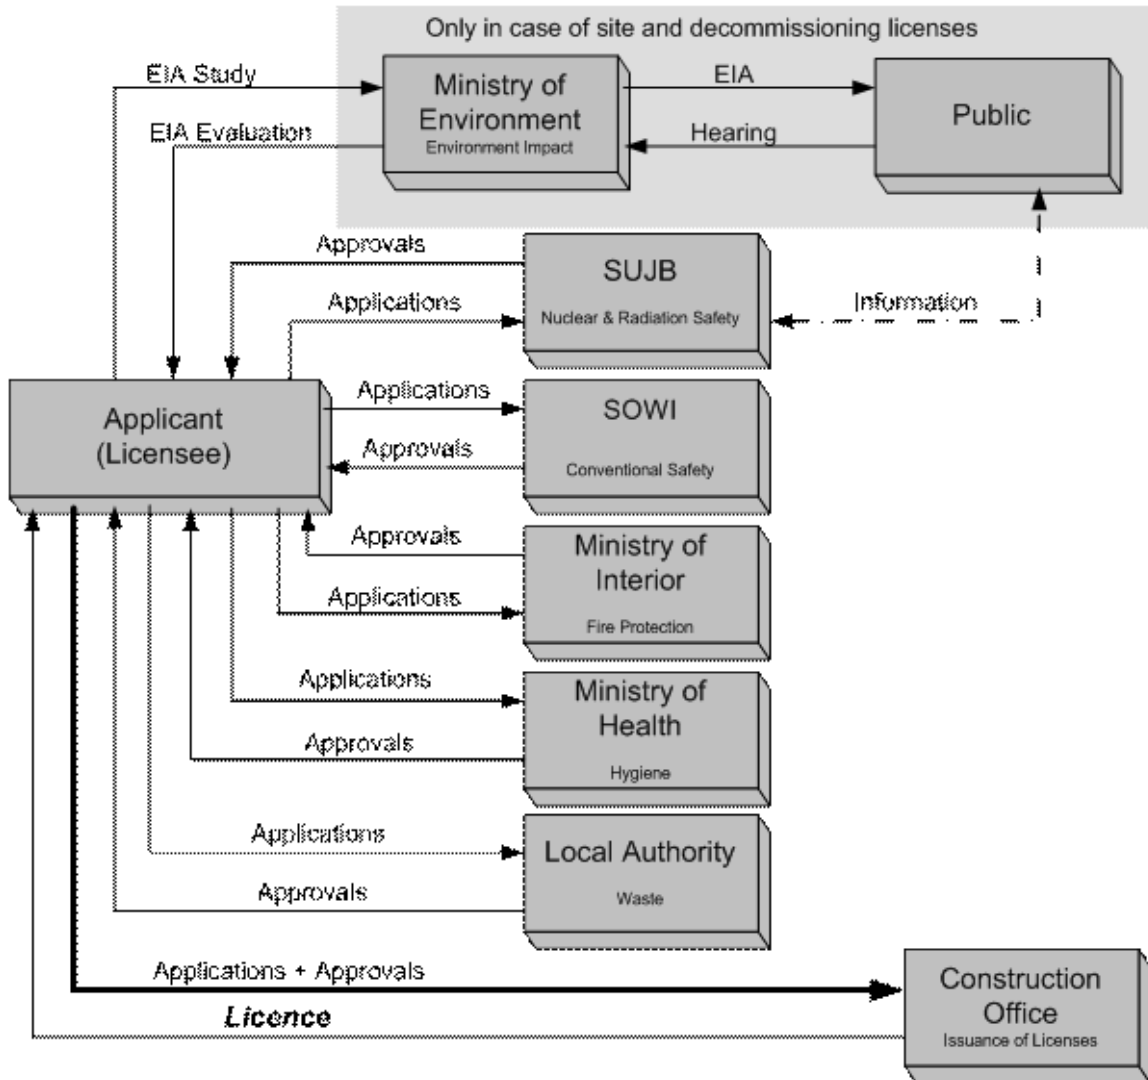 Only in case of site and decommissioning licenses
EIA Study
Ministry of
Environment
Environment Impact
EIA
Public
EIA Evaluation
Hearing
Approvals
SUJB
Nuclear & Radiation Safety
Applications
Information
Applicant
(Licensee)
Applications
SOWI
Conventional Safety
Approvals
Approvals
Ministry of
Interior
Fire Protection
Applications
Applications
Ministry of
Health
Hygiene
Approvals
Applications
Local Authority
Waste
Approvals
Applications + Approvals
Construction
Office
Issuance of Licenses
Licence